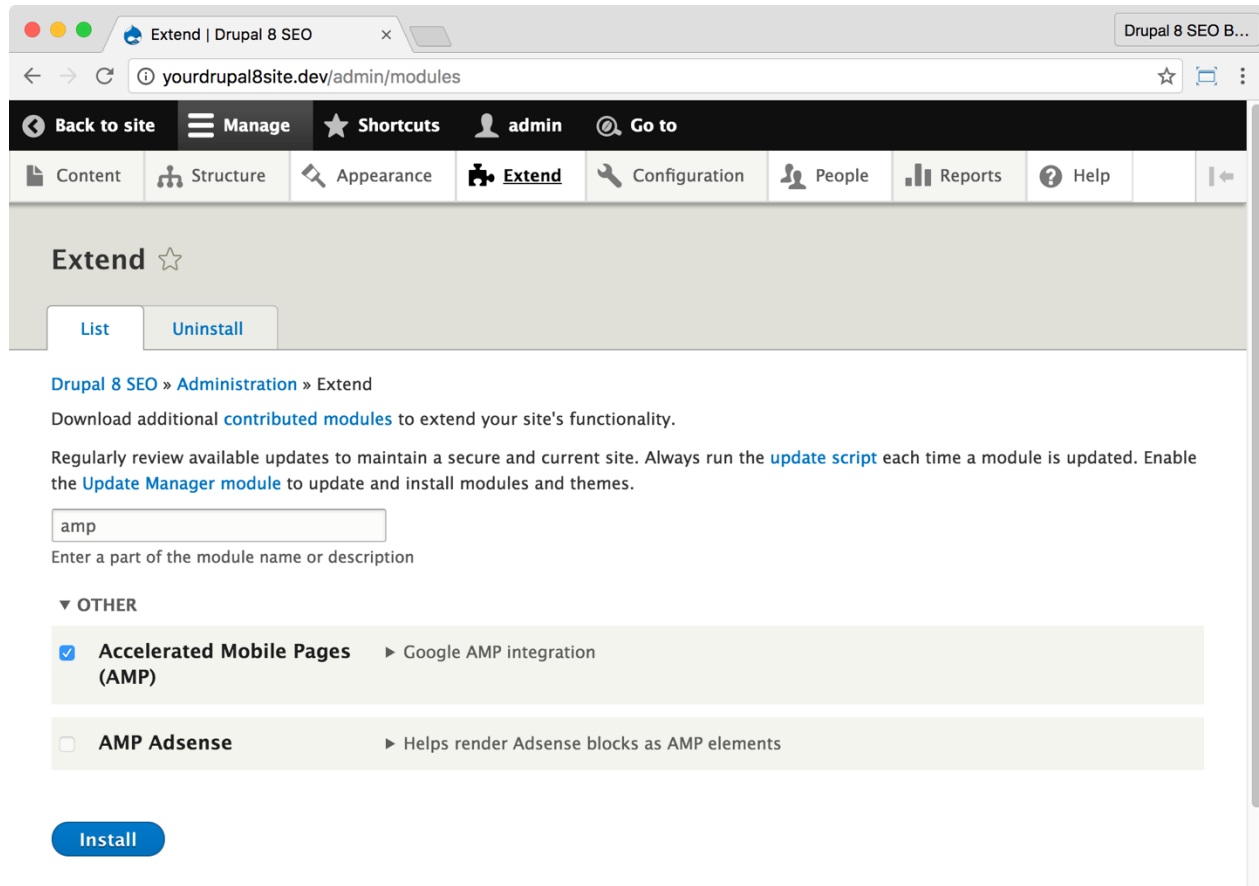 Extend | Drupal 8 SEO
Drupal 8 SEO B...
yourdrupal8site.dev/admin/modules
Back to site Manage Shortcuts admin Go to
Content Structure Appearance Extend Configuration People Reports Help
Extend
List Uninstall
Drupal 8 SEO » Administration » Extend
Download additional contributed modules to extend your site's functionality.
Regularly review available updates to maintain a secure and current site. Always run the update script each time a module is updated. Enable
the Update Manager module to update and install modules and themes.
amp
Enter a part of the module name or description
▼ OTHER
Accelerated Mobile Pages ► Google AMP integration
(AMP)
AMP Adsense ► Helps render Adsense blocks as AMP elements
Install